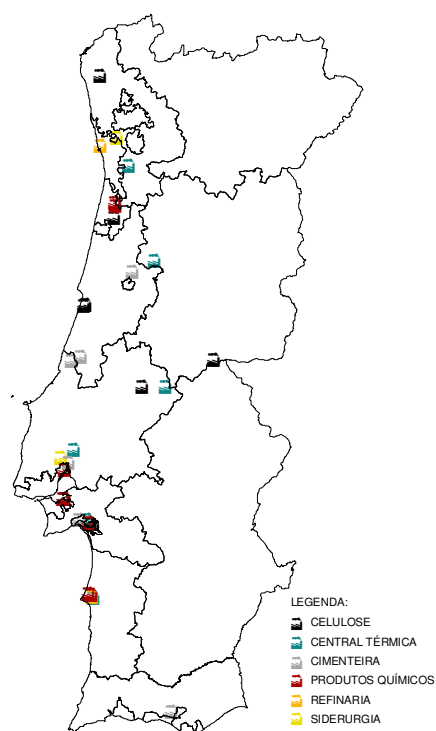 LEGENDA:
CELULOSE
CENTRAL TÉRMICA
CIMENTEIRA
PRODUTOS QUÍMICOS
REFINARIA
SIDERURGIA